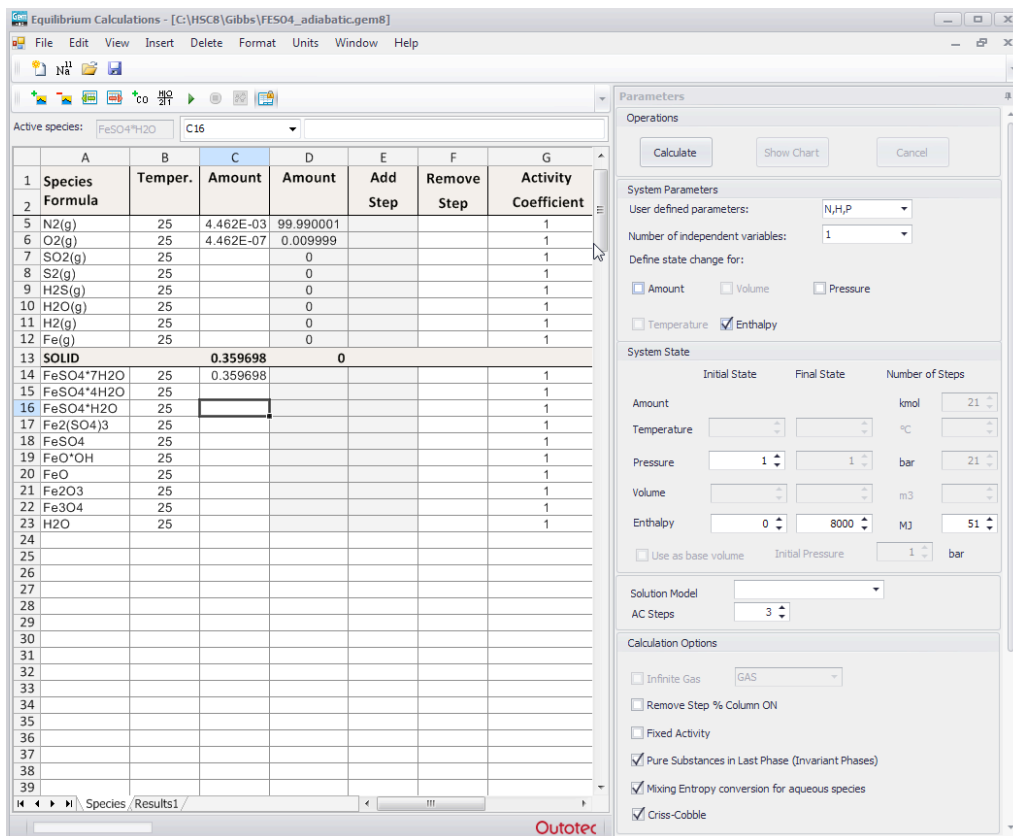 Equilibrium Calculations - [C:\HSC8\Gibbs\FESO4_adiabatic.gem8]
File Edit View Insert Delete Format Units Window Help
Active species: FeSO4*H2O C16
A B C D E F G
1 Species Temper. Amount Amount Add Remove Activity
2 Formula Step Step Coefficient
5 N2(g) 25 4.462E-03 99.990001 1
6 O2(g) 25 4.462E-07 0.009999 1
7 SO2(g) 25 0 1
8 S2(g) 25 0 1
9 H2S(g) 25 0 1
10 H2O(g) 25 0 1
11 H2(g) 25 0 1
12 Fe(g) 25 0 1
13 SOLID 0.359698 0
14 FeSO4*7H2O 25 0.359698 1
15 FeSO4*4H2O 25 1
16 FeSO4*H2O 25 1
17 Fe2(SO4)3 25 1
18 FeSO4 25 1
19 FeO*OH 25 1
20 FeO 25 1
21 Fe2O3 25 1
22 Fe3O4 25 1
23 H2O 25 1
24
25
26
27
28
29
30
31
32
33
34
35
36
37
38
39
Species Results1
Outotec
Parameters
Operations
Calculate Show Chart Cancel
System Parameters
User defined parameters: N,H,P
Number of independent variables: 1
Define state change for:
Amount Volume Pressure
Temperature Enthalpy
System State
Initial State Final State Number of Steps
Amount kmol 21
Temperature ºC
Pressure 1 1 bar 21
Volume m3
Enthalpy 0 8000 MJ 51
Use as base volume Initial Pressure 1 bar
Solution Model
AC Steps 3
Calculation Options
Infinite Gas GAS
Remove Step % Column ON
Fixed Activity
Pure Substances in Last Phase (Invariant Phases)
Mixing Entropy conversion for aqueous species
Criss-Cobble